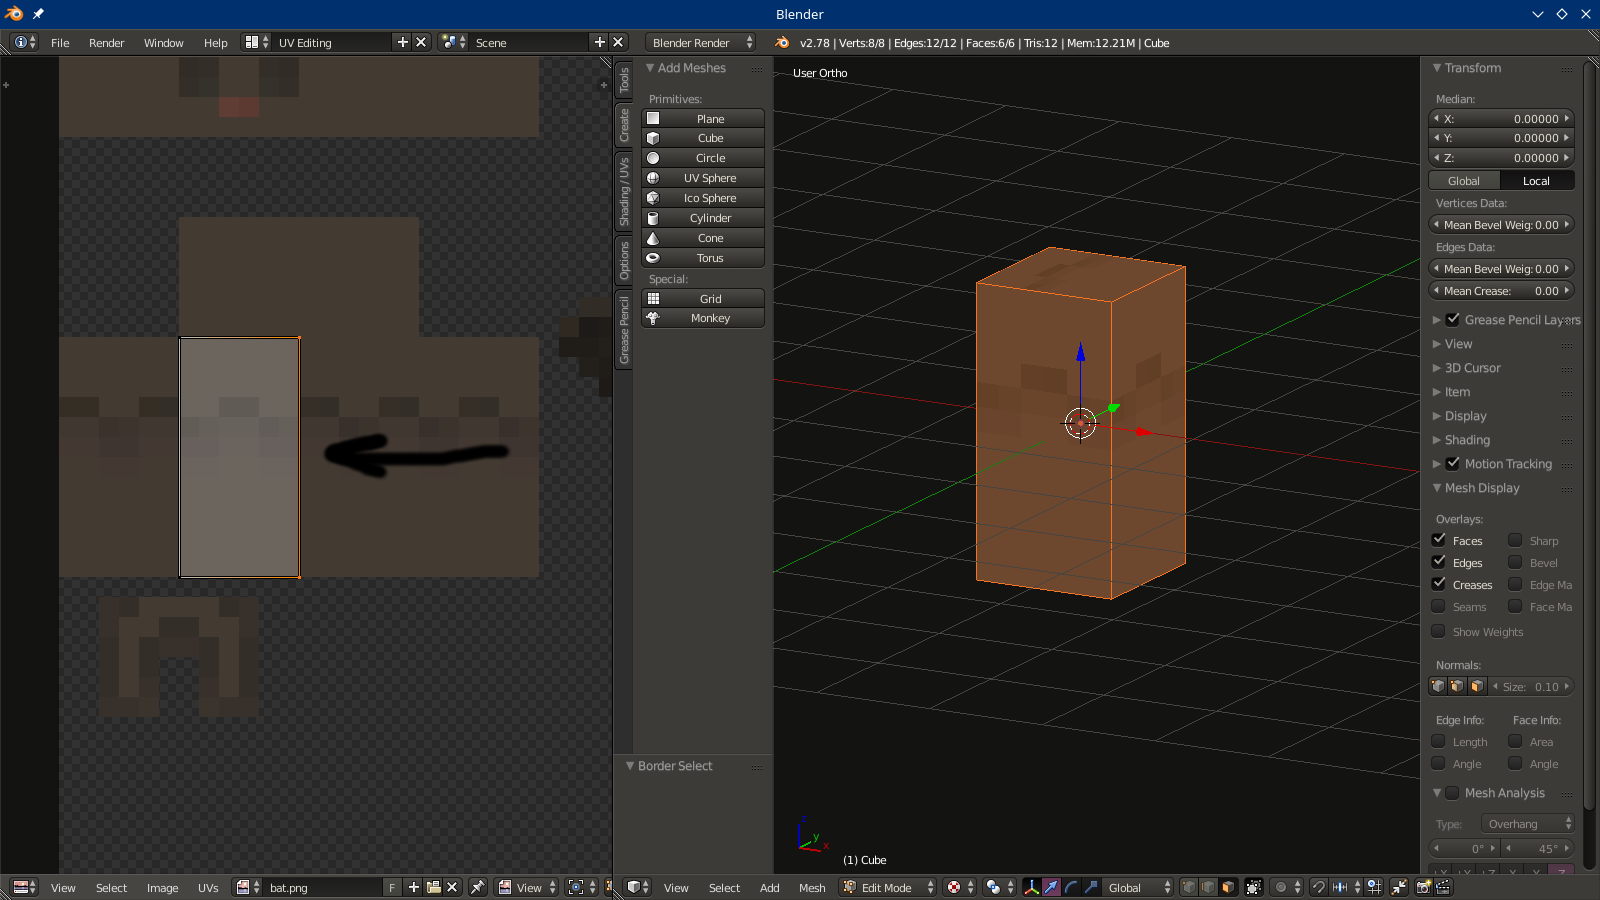 Blender
File Render Window Help UV Editing Scene Blender Render v2.78 | Verts:8/8 | Edges:12/12 | Faces:6/6 | Tris:12 | Mem:12.21M | Cube
Tools
Create
Shading / UVs
Options
Grease Pencil
Add Meshes
Primitives:
Plane
Cube
Circle
UV Sphere
Ico Sphere
Cylinder
Cone
Torus
Special:
Grid
Monkey
Border Select
User Ortho
z
y
x
(1) Cube
Transform
Median:
X: 0.00000
Y: 0.00000
Z: 0.00000
Global Local
Vertices Data:
Mean Bevel Weig: 0.00
Edges Data:
Mean Bevel Weig: 0.00
Mean Crease: 0.00
Grease Pencil Layers
View
3D Cursor
Item
Display
Shading
Motion Tracking
Mesh Display
Overlays:
Faces Sharp
Edges Bevel
Creases Edge Ma
Seams Face Ma
Show Weights
Normals:
Size: 0.10
Edge Info: Face Info:
Length Area
Angle Angle
Mesh Analysis
Type: Overhang
0° 45°
View Select Image UVs bat.png F View
View Select Add Mesh Edit Mode Global